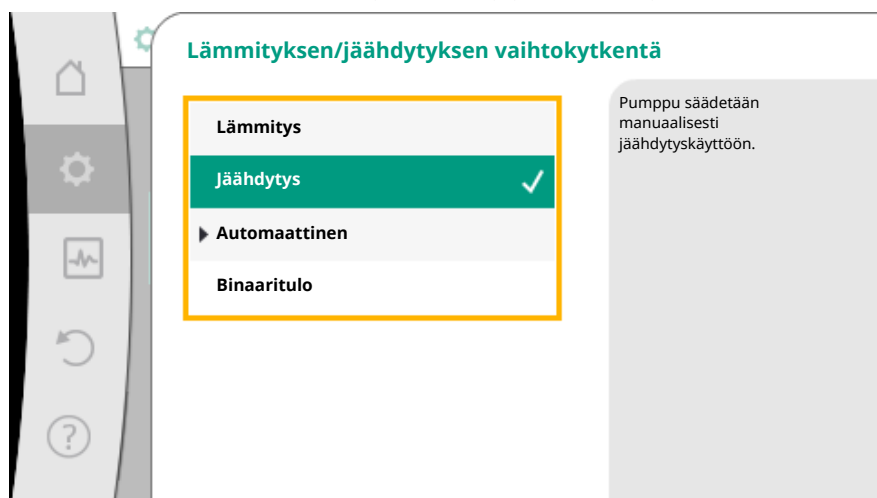 Lämmityksen/jäähdytyksen vaihtokytkentä
Lämmitys
Jäähdytys
Automaattinen
Binaaritulo
Pumppu säädetään
manuaalisesti
jäähdytyskäyttöön.
?